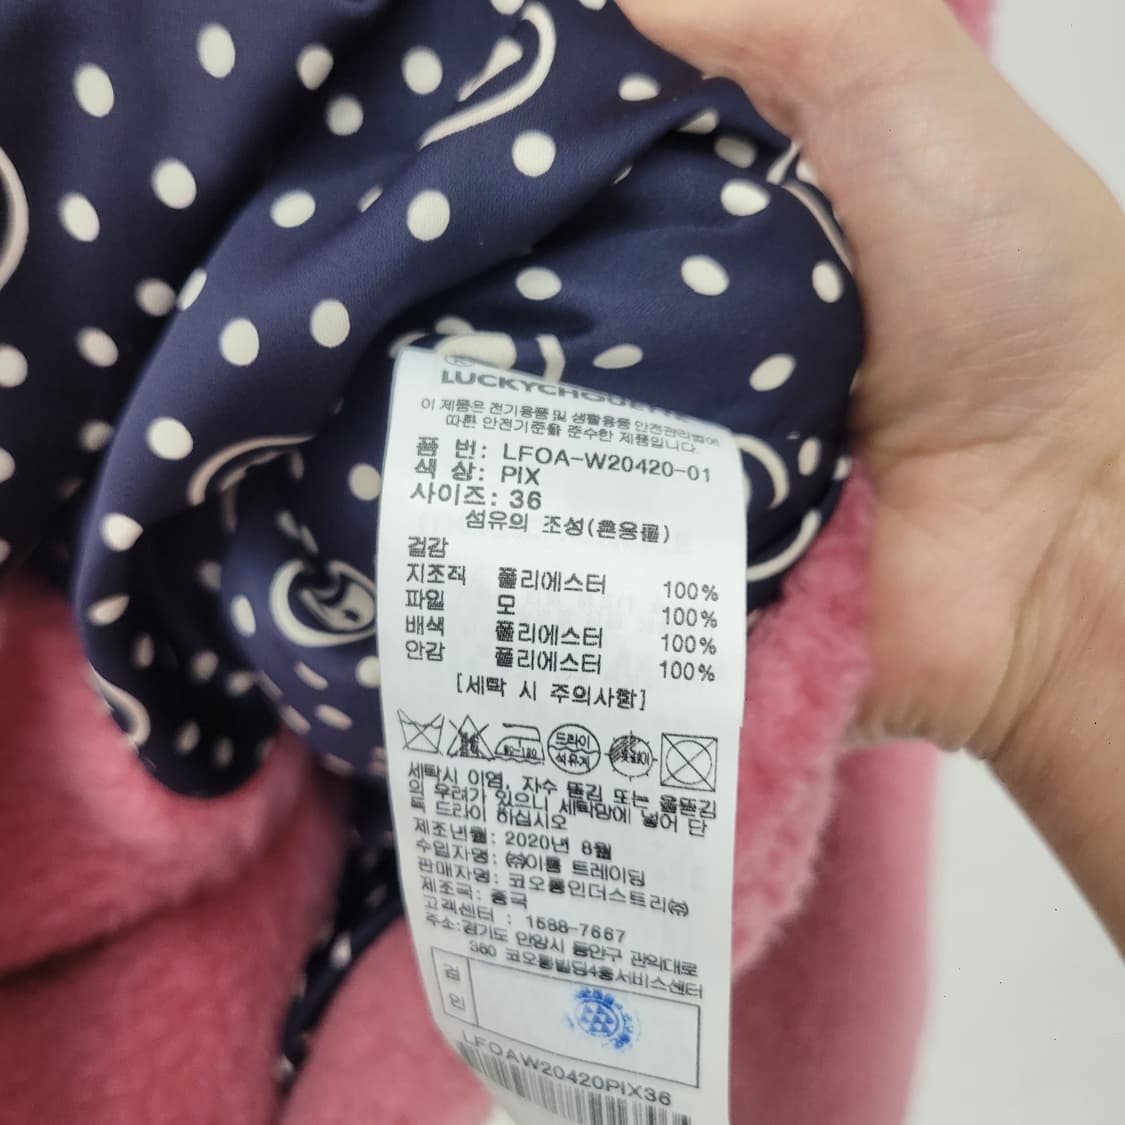 LUCKYCHOUETTE
이 제품은 전기용품 및 생활용품 안전관리법에
따른 안전기준을 준수한 제품입니다.
품 번: LFOA-W20420-01
색 상: PIX
사이즈: 36
섬유의 조성(혼용률)
겉감
지조직 폴리에스터 100%
파일 모 100%
배색 폴리에스터 100%
안감 폴리에스터 100%
[세탁 시 주의사항]
80~120 드라이
석유계
세탁시 이염, 자수 뜯김 또는 올뜯김
의 우려가 있으니 세탁망에 넣어 단
독 드라이 하십시오
제조년월: 2020년 8월
수입자명: ㈜이룸 트레이딩
판매자명: 코오롱인더스트리㈜
제조국: 중국
고객센터 : 1588-7667
주소:경기도 안양시 동안구 관악대로
380 코오롱빌딩4층서비스센터
검
인
LFOAW20420PIX36